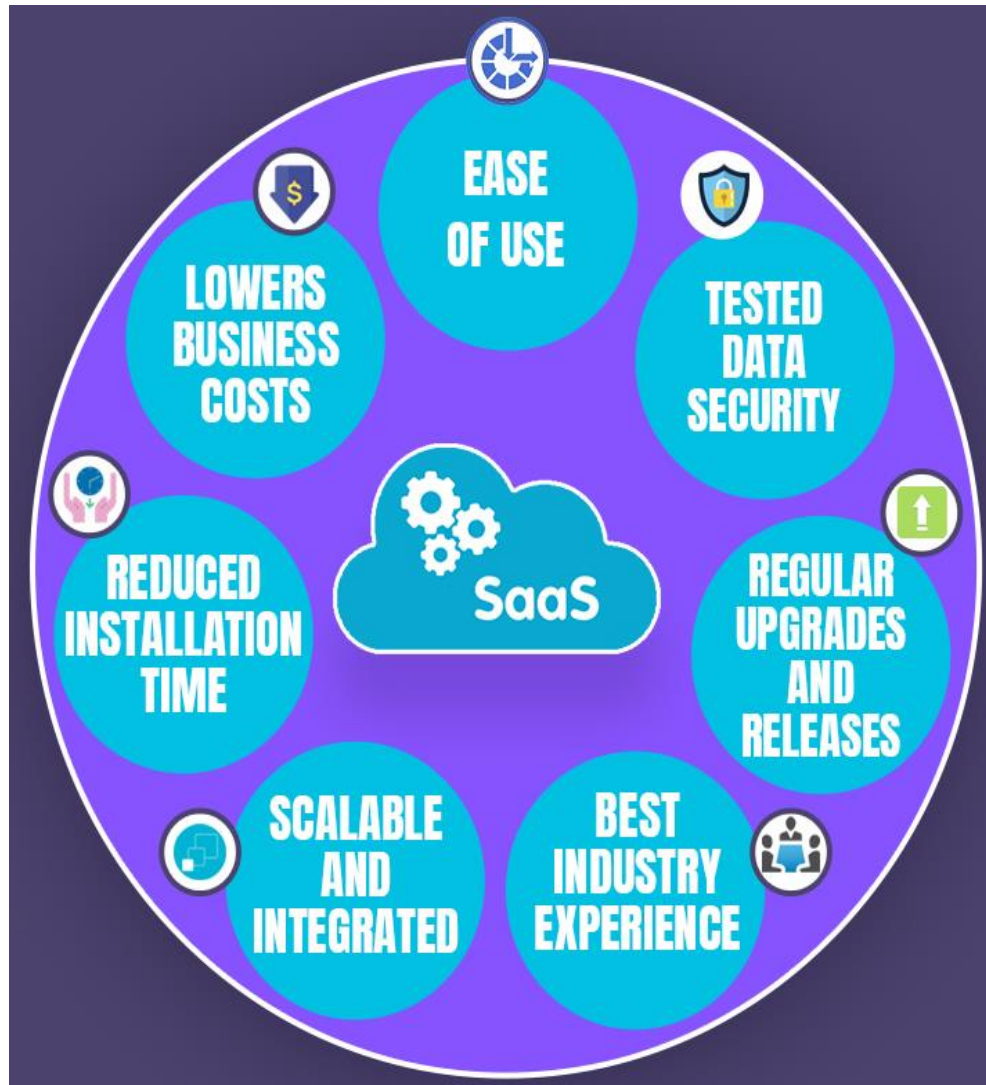 EASE
OF USE
TESTED
DATA
SECURITY
REGULAR
UPGRADES
AND
RELEASES
BEST
INDUSTRY
EXPERIENCE
SCALABLE
AND
INTEGRATED
REDUCED
INSTALLATION
TIME
LOWERS
BUSINESS
COSTS
$
SaaS